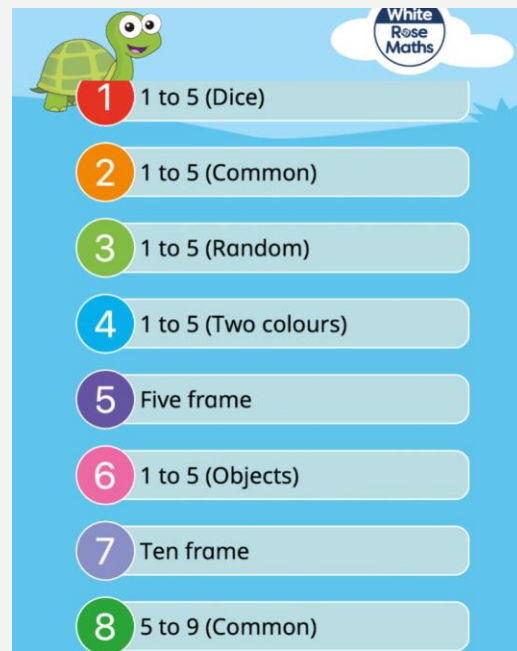 White
Rose
Maths
1 1 to 5 (Dice)
2 1 to 5 (Common)
3 1 to 5 (Random)
4 1 to 5 (Two colours)
5 Five frame
6 1 to 5 (Objects)
7 Ten frame
8 5 to 9 (Common)